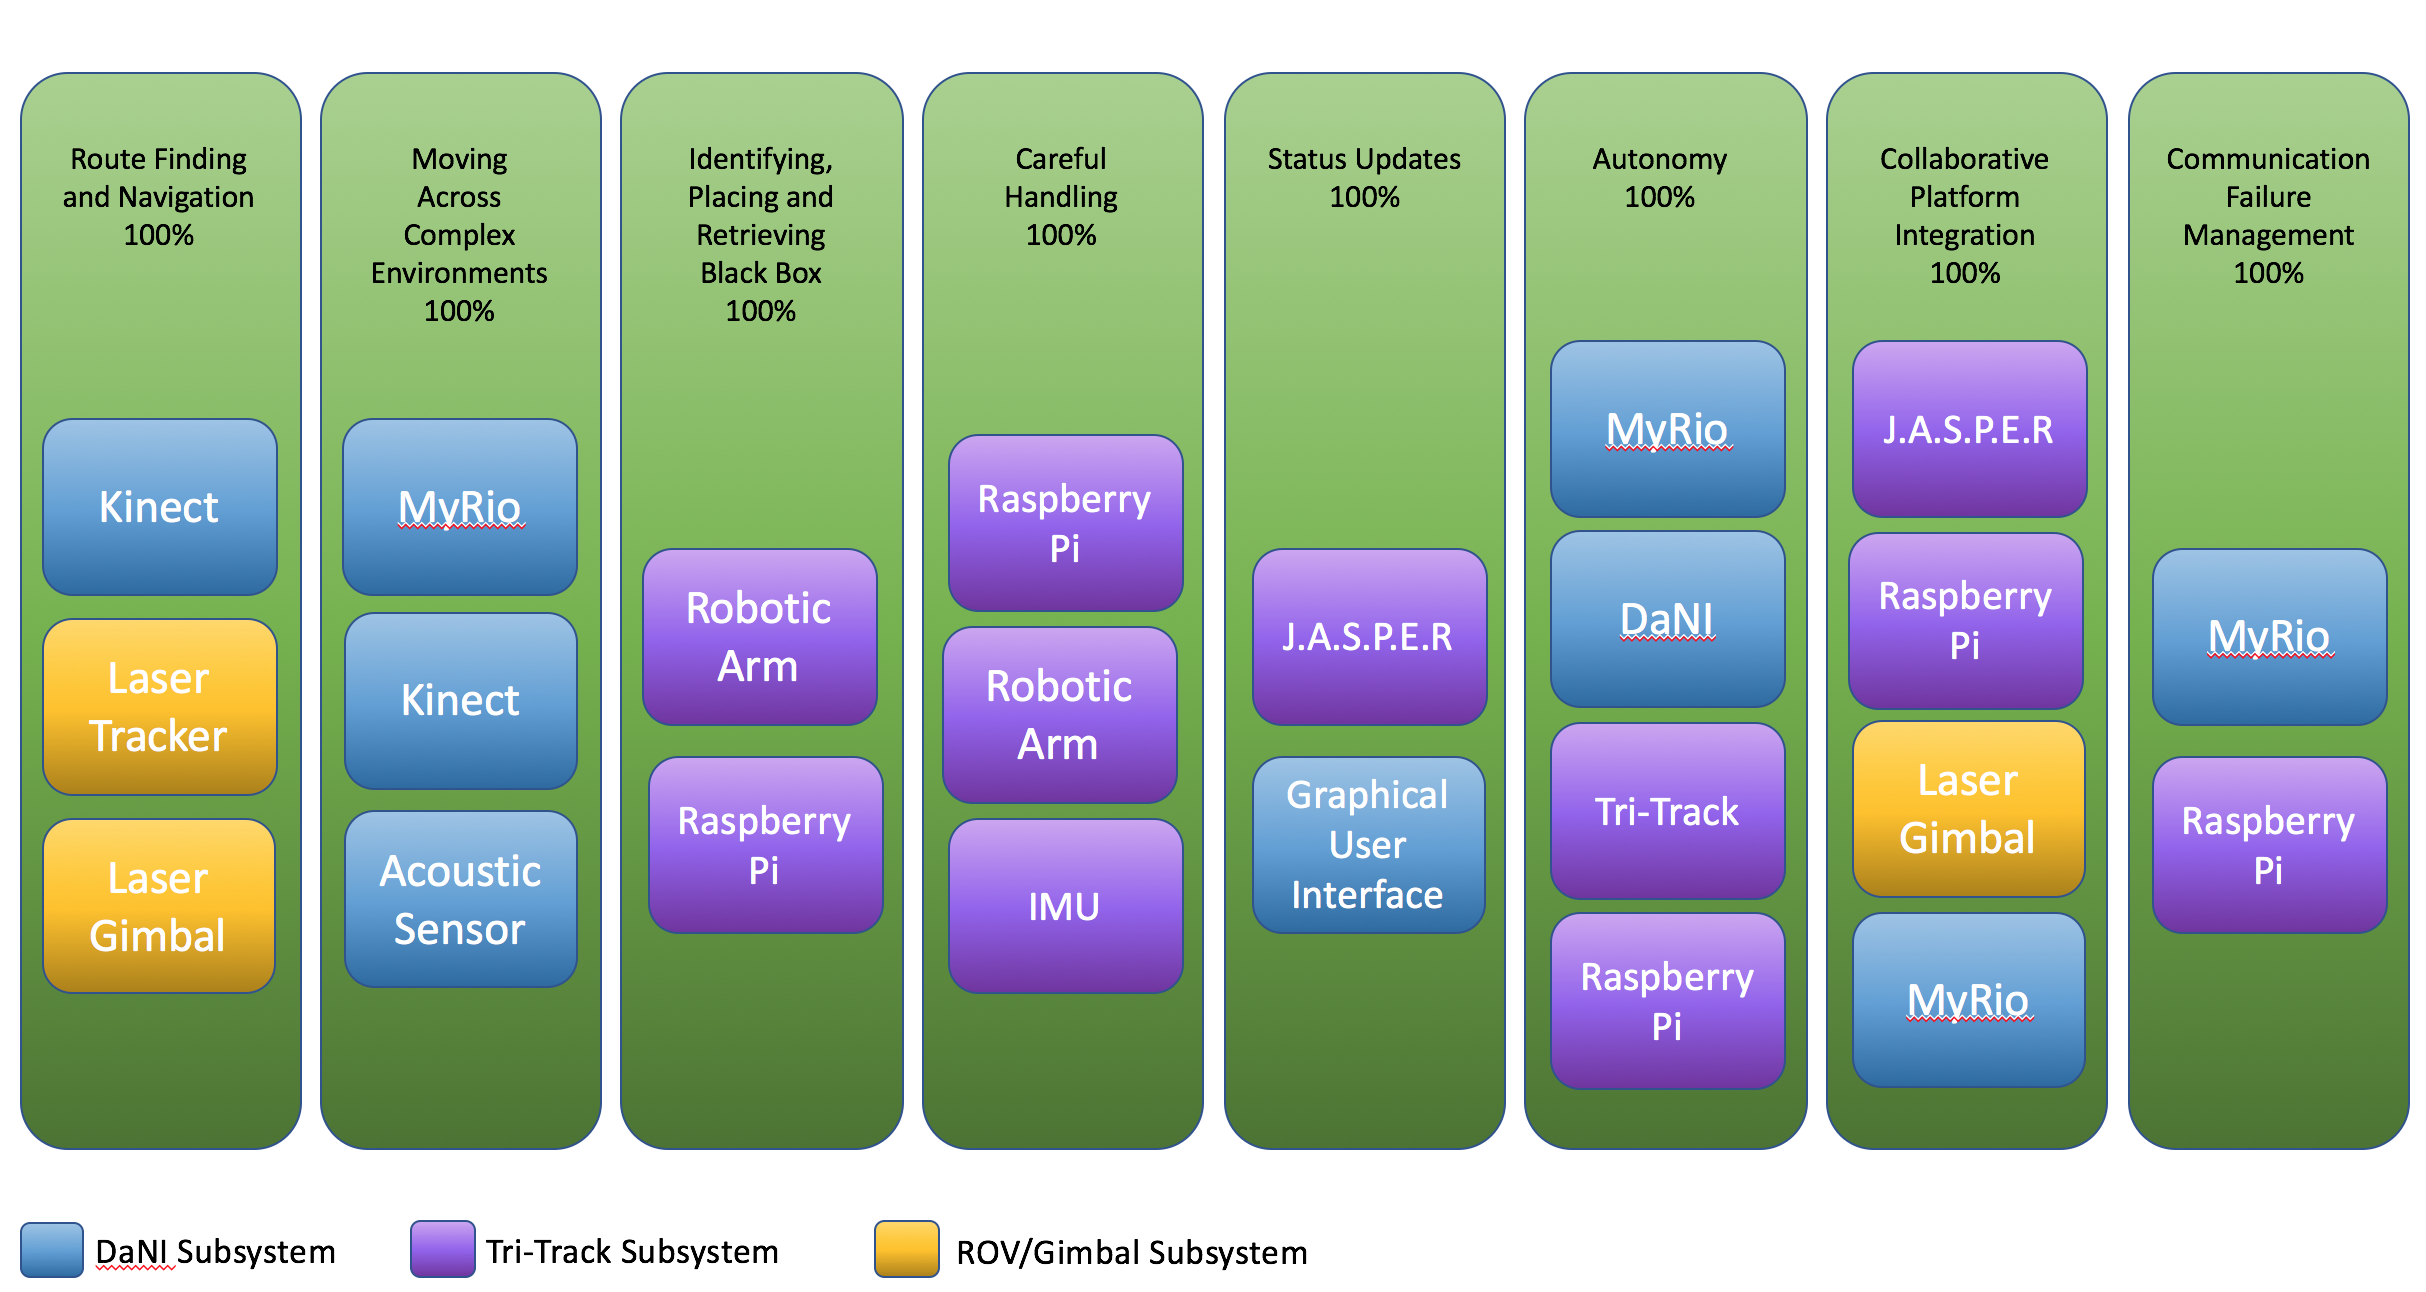 Route Finding
and Navigation
100%
Kinect
Laser
Tracker
Laser
Gimbal
Moving
Across
Complex
Environments
100%
MyRio
Kinect
Acoustic
Sensor
Identifying,
Placing and
Retrieving
Black Box
100%
Robotic
Arm
Raspberry
Pi
Careful
Handling
100%
Raspberry
Pi
Robotic
Arm
IMU
Status Updates
100%
J.A.S.P.E.R
Graphical
User
Interface
Autonomy
100%
MyRio
DaNI
Tri-Track
Raspberry
Pi
Collaborative
Platform
Integration
100%
J.A.S.P.E.R
Raspberry
Pi
Laser
Gimbal
MyRio
Communication
Failure
Management
100%
MyRio
Raspberry
Pi
DaNI Subsystem
Tri-Track Subsystem
ROV/Gimbal Subsystem